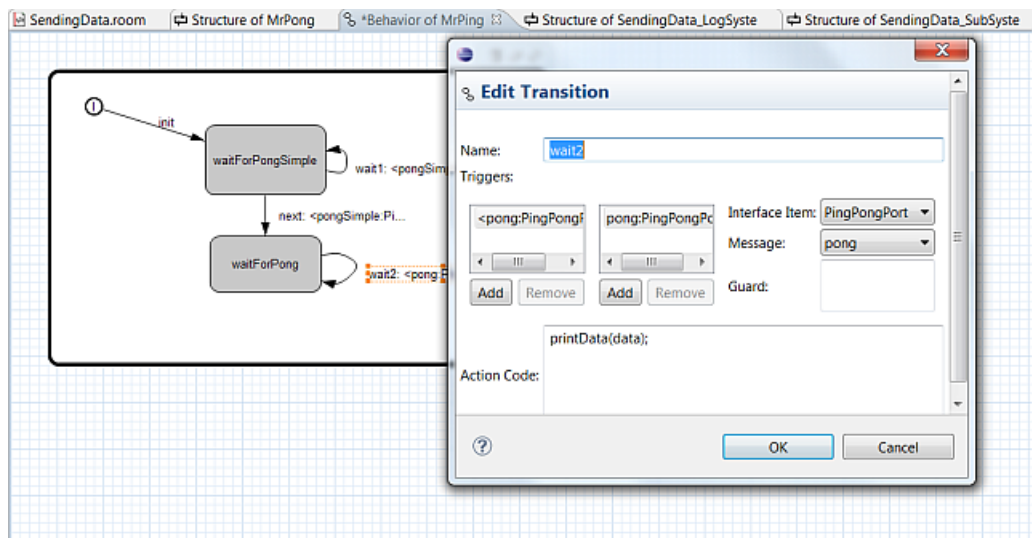 SendingData.room
Structure of MrPong
*Behavior of MrPing
Structure of SendingData_LogSyste
Structure of SendingData_SubSyste
init
waitForPongSimple
wait1: <pongSim
next: <pongSimple:Pi...
waitForPong
wait2: <pong:P
Edit Transition
Name:
wait2
Triggers:
<pong:PingPongP
pong:PingPongPo
Interface Item:
PingPongPort
Message:
pong
Add
Remove
Add
Remove
Guard:
printData(data);
Action Code:
OK
Cancel